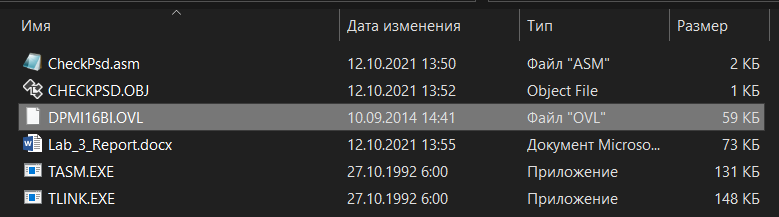 Имя Дата изменения Тип Размер
CheckPsd.asm 12.10.2021 13:50 Файл "ASM" 2 КБ
CHECKPSD.OBJ 12.10.2021 13:52 Object File 1 КБ
DPMI16BI.OVL 10.09.2014 14:41 Файл "OVL" 59 КБ
Lab_3_Report.docx 12.10.2021 13:55 Документ Microso... 73 КБ
TASM.EXE 27.10.1992 6:00 Приложение 131 КБ
TLINK.EXE 27.10.1992 6:00 Приложение 148 КБ